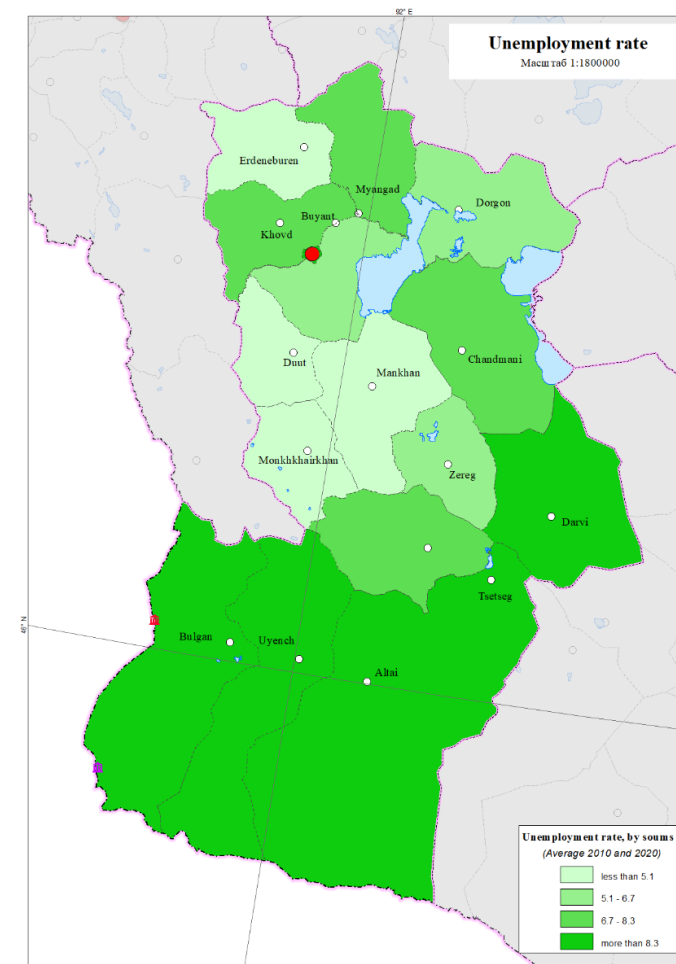 92° E
Unemployment rate
Масштаб 1:1800000
Erdeneburen
Myangad
Dorgon
Buyant
Khovd
Duut
Chandmani
Mankhan
Monkhkhairkhan
Zereg
Darvi
Tsetseg
46° N
Bulgan
Uyench
Altai
Unemployment rate, by soums
(Average 2010 and 2020)
less than 5.1
5.1 - 6.7
6.7 - 8.3
more than 8.3